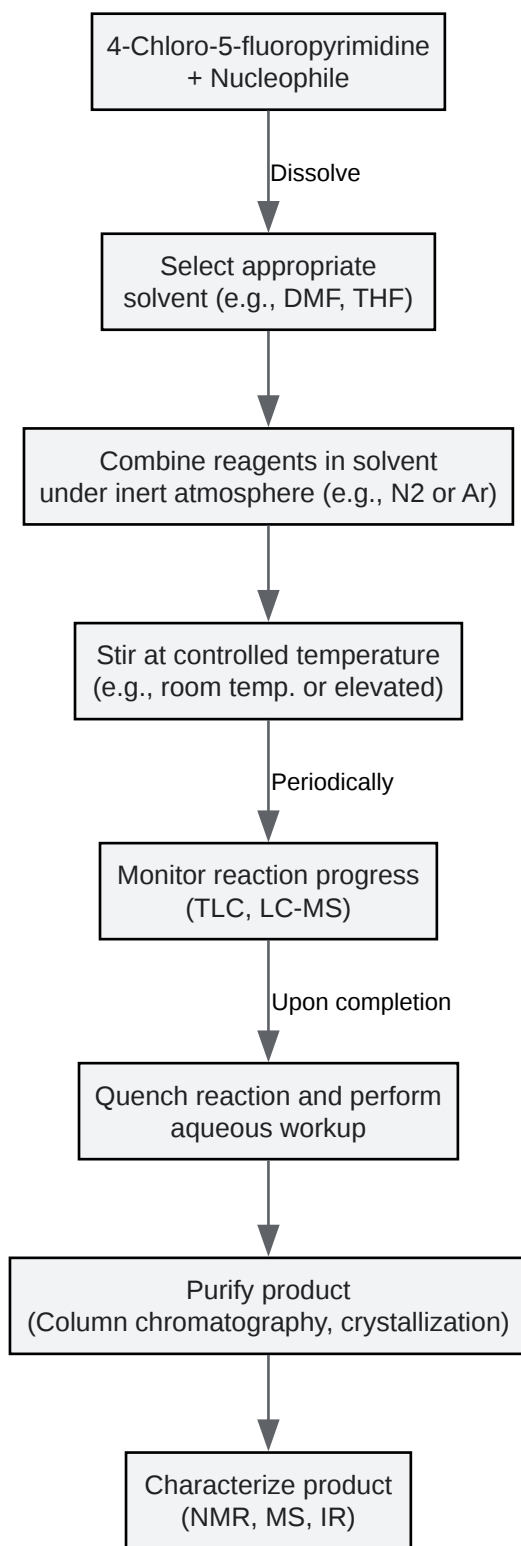 4-Chloro-5-fluoropyrimidine
+ Nucleophile
Dissolve
Select appropriate
solvent (e.g., DMF, THF)
Combine reagents in solvent
under inert atmosphere (e.g., N2 or Ar)
Stir at controlled temperature
(e.g., room temp. or elevated)
Periodically
Monitor reaction progress
(TLC, LC-MS)
Upon completion
Quench reaction and perform
aqueous workup
Purify product
(Column chromatography, crystallization)
Characterize product
(NMR, MS, IR)